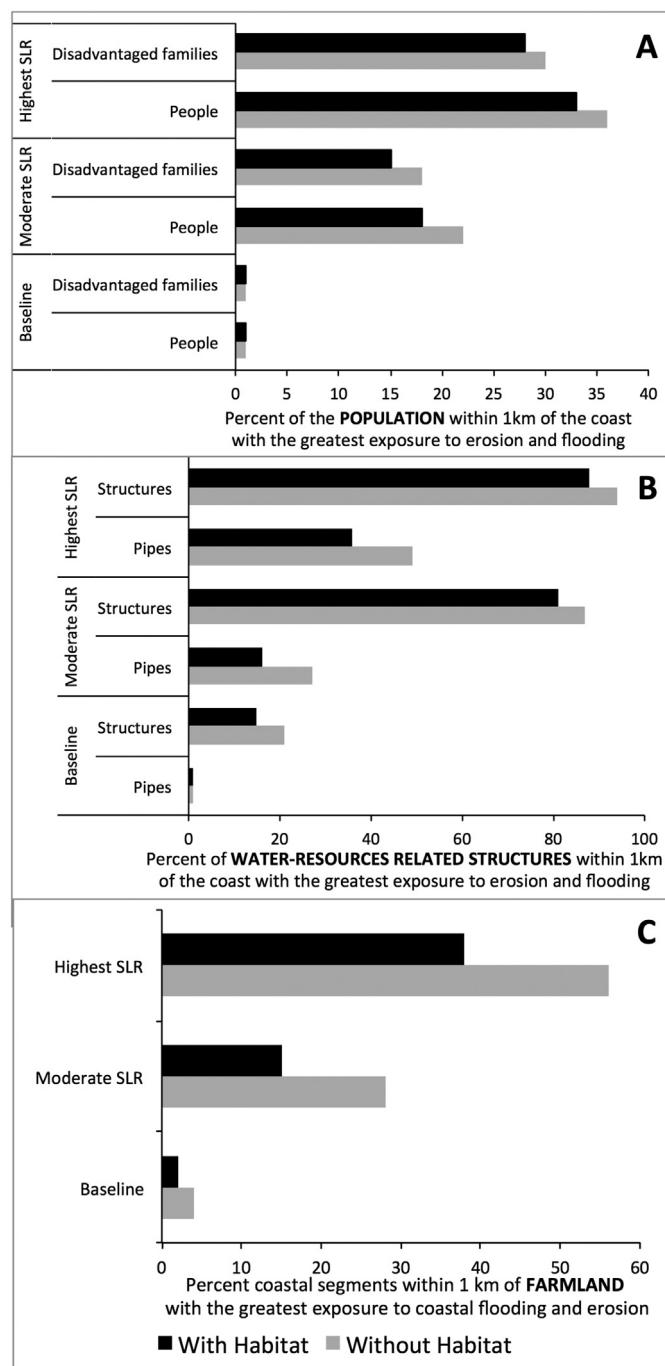 A
Highest SLR
Disadvantaged families
People
Moderate SLR
Disadvantaged families
People
Baseline
Disadvantaged families
People
0 5 10 15 20 25 30 35 40
Percent of the POPULATION within 1km of the coast
with the greatest exposure to erosion and flooding
B
Highest SLR
Structures
Pipes
Moderate SLR
Structures
Pipes
Baseline
Structures
Pipes
0 20 40 60 80 100
Percent of WATER-RESOURCES RELATED STRUCTURES within 1km
of the coast with the greatest exposure to erosion and flooding
C
Highest SLR
Moderate SLR
Baseline
0 10 20 30 40 50 60
Percent coastal segments within 1 km of FARMLAND
with the greatest exposure to coastal flooding and erosion
With Habitat Without Habitat